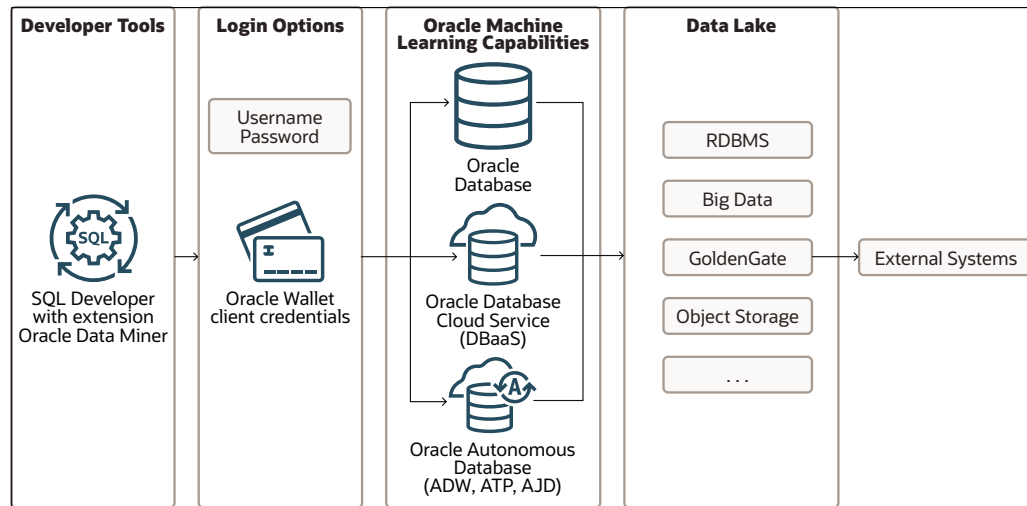 Developer Tools
SQL
SQL Developer
with extension
Oracle Data Miner
Login Options
Username
Password
Oracle Wallet
client credentials
Oracle Machine
Learning Capabilities
Oracle
Database
Oracle Database
Cloud Service
(DBaaS)
A
Oracle Autonomous
Database
(ADW, ATP, AJD)
Data Lake
RDBMS
Big Data
GoldenGate
Object Storage
. . .
External Systems